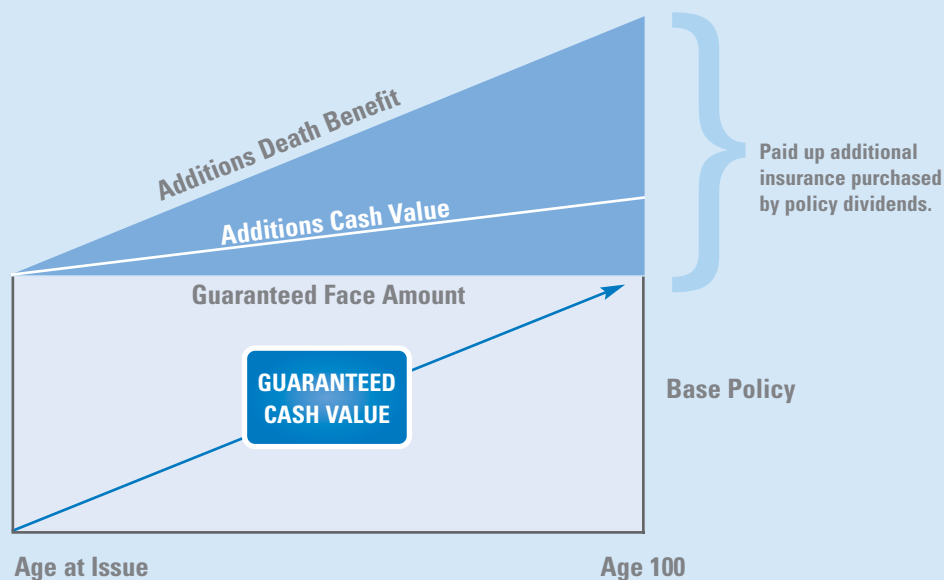 Additions Death Benefit
Paid up additional
insurance purchased
by policy dividends.
Additions Cash Value
Guaranteed Face Amount
GUARANTEED
CASH VALUE
Base Policy
Age at Issue
Age 100